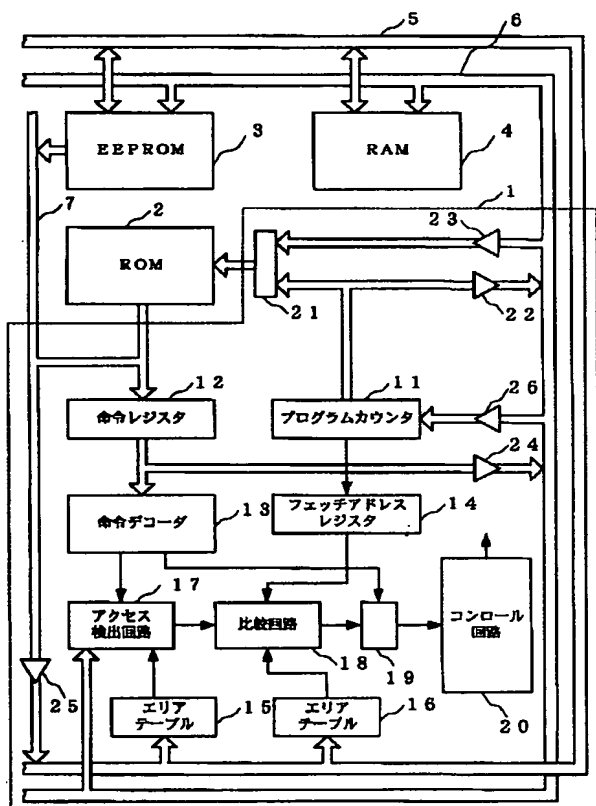 5
6
EEPROM
3
RAM
4
7
2
1
23
ROM
21
22
12
11
26
命令レジスタ
プログラムカウンタ
24
命令デコーダ
13
フェッチアドレス
レジスタ
14
17
アクセス
検出回路
比較回路
18
19
コンロール
回路
20
25
エリア
テーブル
15
エリア
テーブル
16